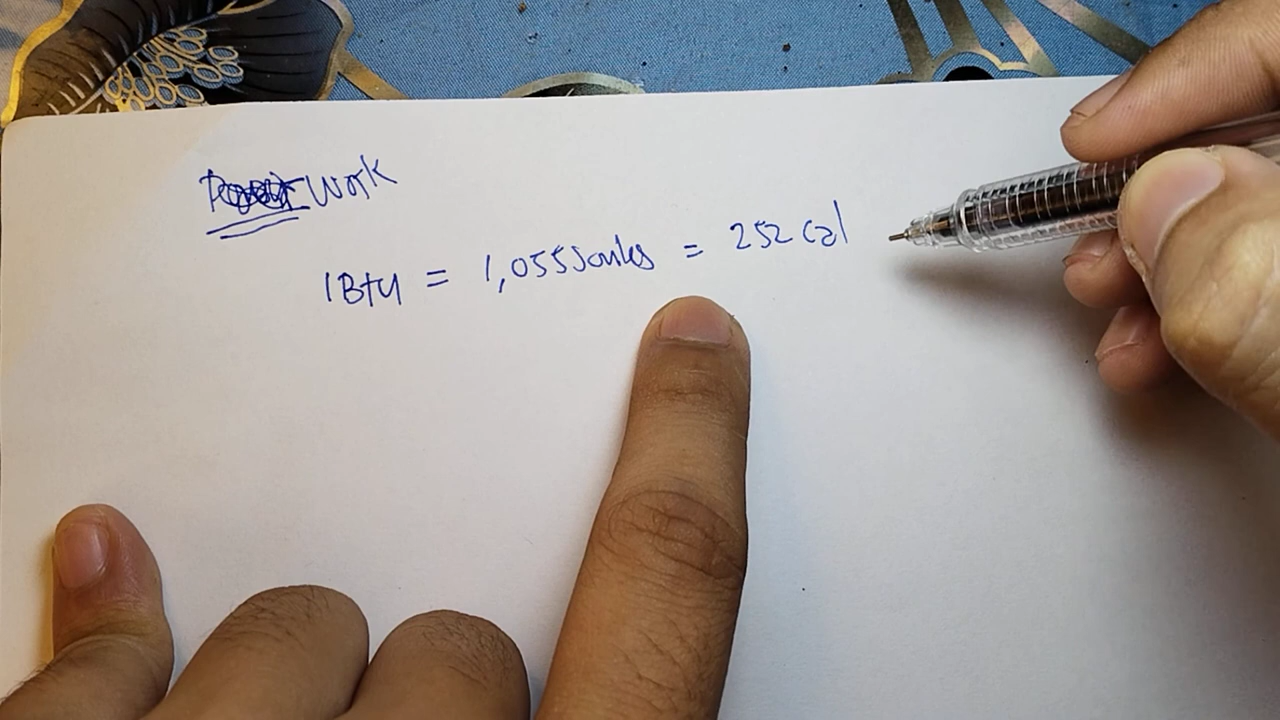 Work
1Btu = 1,055Joules = 252 Cal